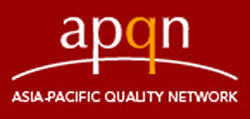 apqn
ASIA-PACIFIC QUALITY NETWORK